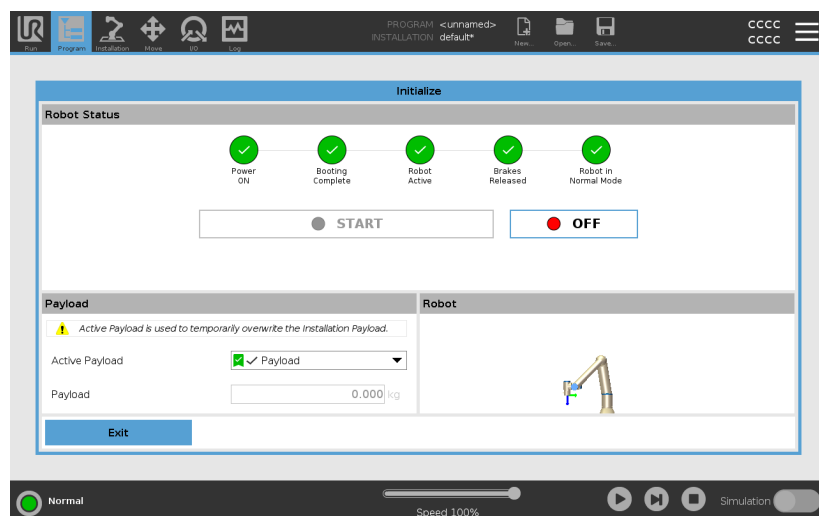 PROGRAM <unnamed>
INSTALLATION default*
Run Program Installation Move I/O Log
New... Open... Save...
CCCC
CCCC
Initialize
Robot Status
Power ON
Booting Complete
Robot Active
Brakes Released
Robot in Normal Mode
START
OFF
Payload
Robot
Active Payload is used to temporarily overwrite the Installation Payload.
Active Payload
Payload
Payload
0.000 kg
Exit
Normal
Speed 100%
Simulation